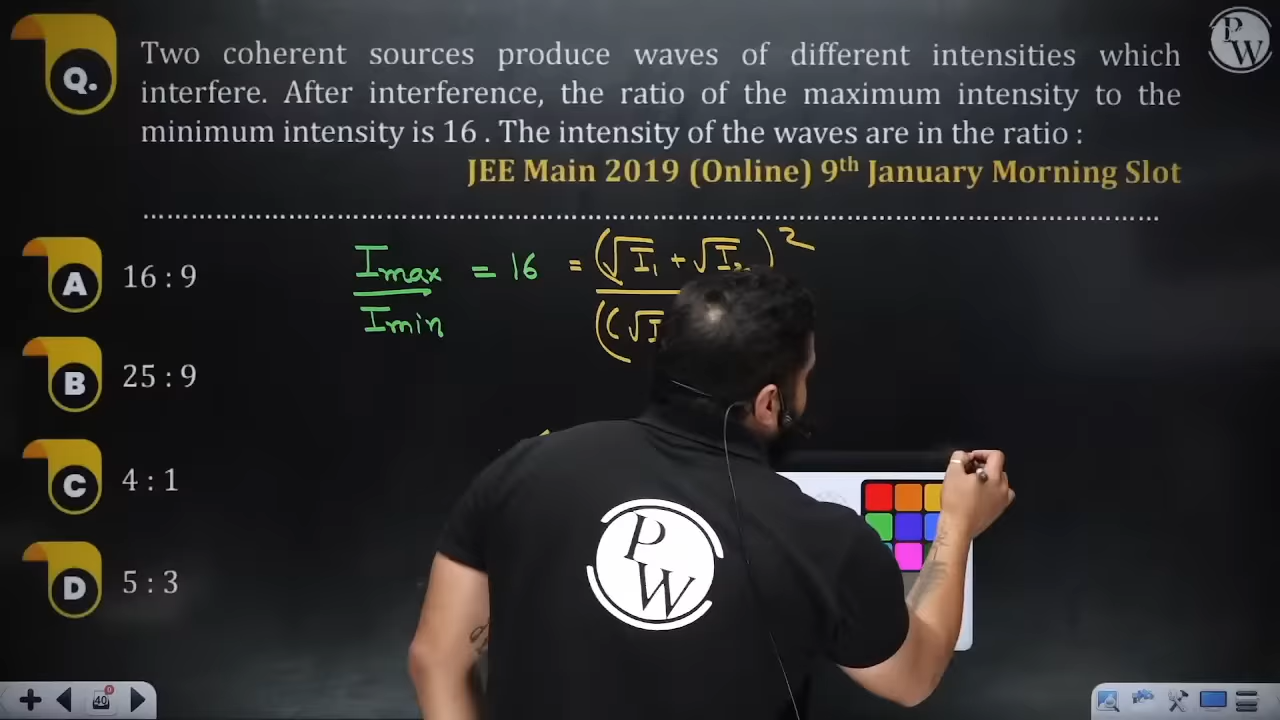 Q.
Two coherent sources produce waves of different intensities which
interfere. After interference, the ratio of the maximum intensity to the
minimum intensity is 16 . The intensity of the waves are in the ratio :
JEE Main 2019 (Online) 9th January Morning Slot
Imax / Imin = 16 = (√I₁ + √I₂)² / ((√I
A 16 : 9
B 25 : 9
C 4 : 1
D 5 : 3
PW
PW
40